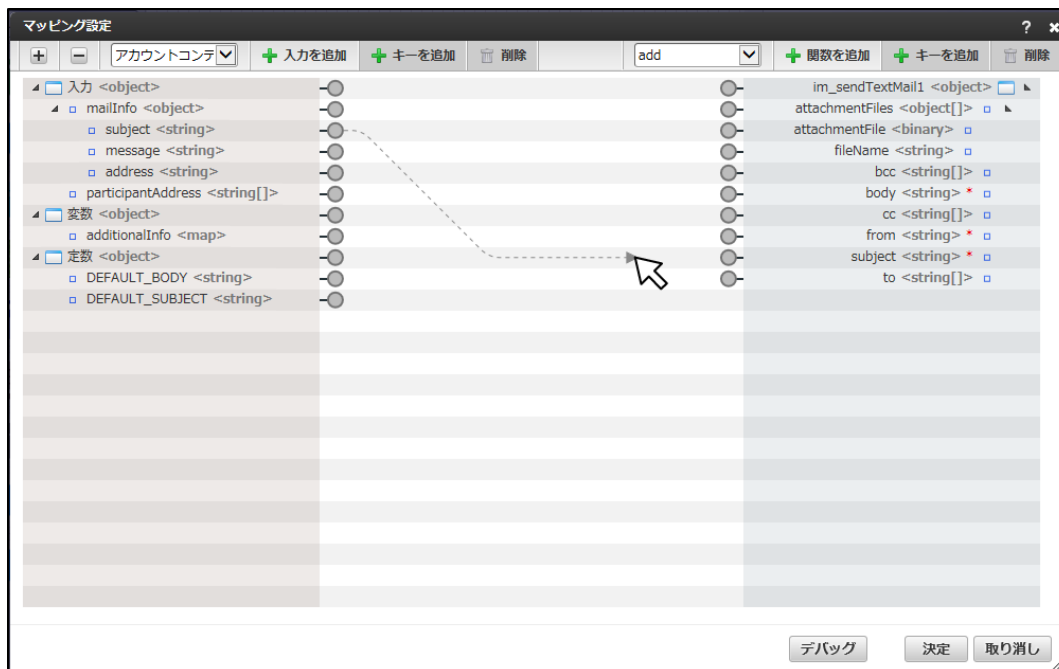 マッピング設定 ?
アカウントコンテ 入力を追加 キーを追加 削除 add 関数を追加 キーを追加 削除
入力 <object> im_sendTextMail1 <object>
mailInfo <object> attachmentFiles <object[]>
subject <string> attachmentFile <binary>
message <string> fileName <string>
address <string> bcc <string[]>
participantAddress <string[]> body <string> *
変数 <object> cc <string[]>
additionalInfo <map> from <string> *
定数 <object> subject <string> *
DEFAULT_BODY <string> to <string[]>
DEFAULT_SUBJECT <string>
デバッグ 決定 取り消し